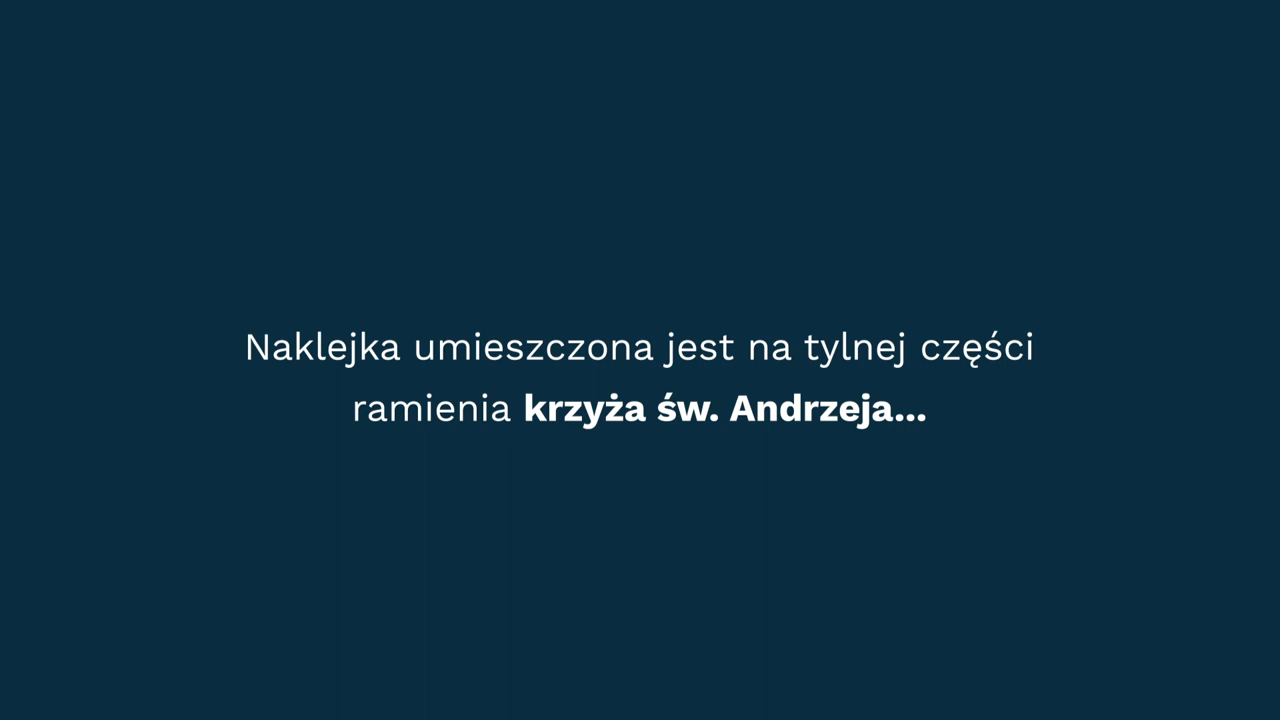 Naklejka umieszczona jest na tylnej części
ramienia krzyża św. Andrzeja...